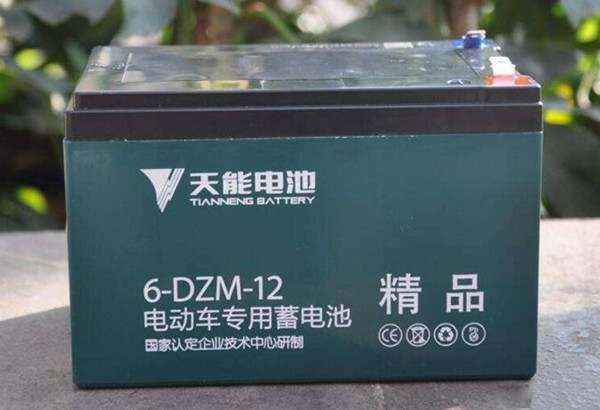 天能电池
TIANNENG BATTERY
6-DZM-12
精品
电动车专用蓄电池
国家认定企业技术中心研制